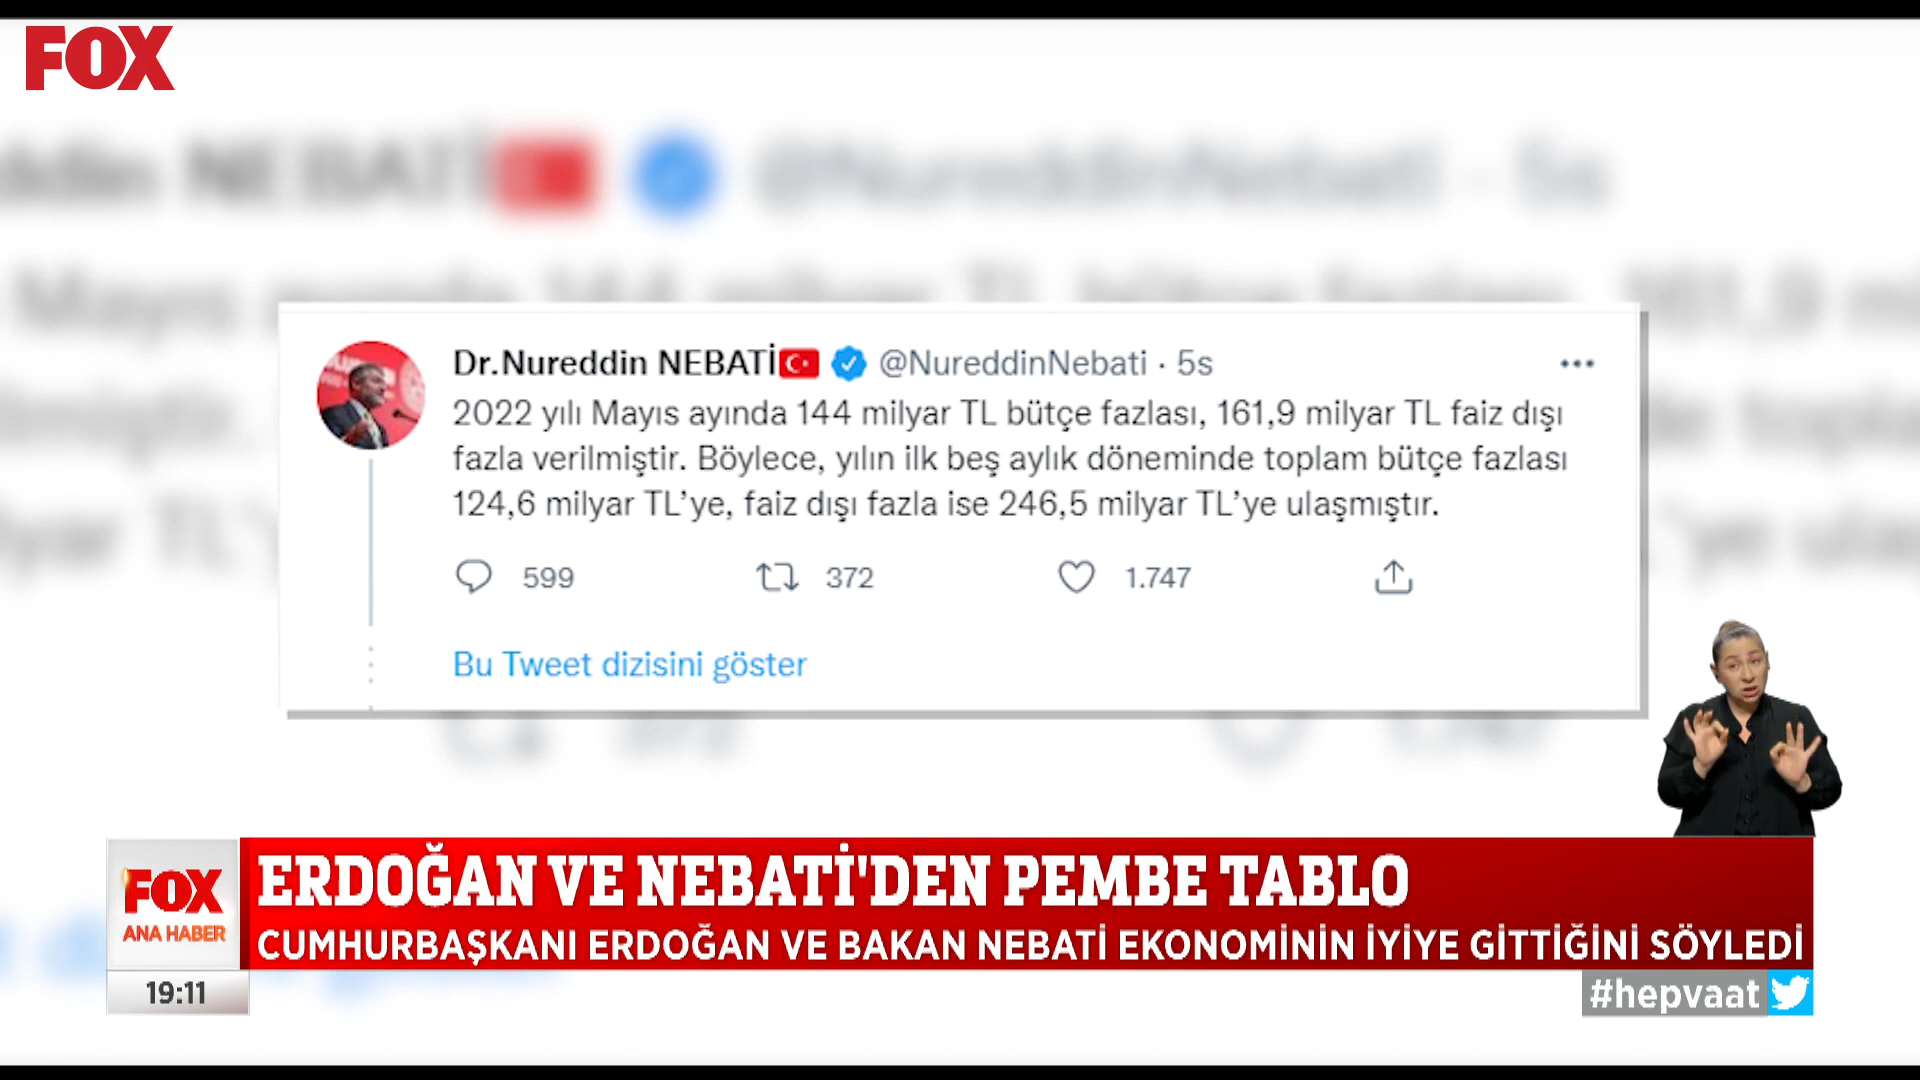 FOX
Dr.Nureddin NEBATİ @NureddinNebati · 5s
2022 yılı Mayıs ayında 144 milyar TL bütçe fazlası, 161,9 milyar TL faiz dışı
fazla verilmiştir. Böylece, yılın ilk beş aylık döneminde toplam bütçe fazlası
124,6 milyar TL’ye, faiz dışı fazla ise 246,5 milyar TL’ye ulaşmıştır.
599 372 1.747
Bu Tweet dizisini göster
FOX
ANA HABER
ERDOĞAN VE NEBATİ'DEN PEMBE TABLO
CUMHURBAŞKANI ERDOĞAN VE BAKAN NEBATİ EKONOMİNİN İYİYE GİTTİĞİNİ SÖYLEDİ
19:11
#hepvaat